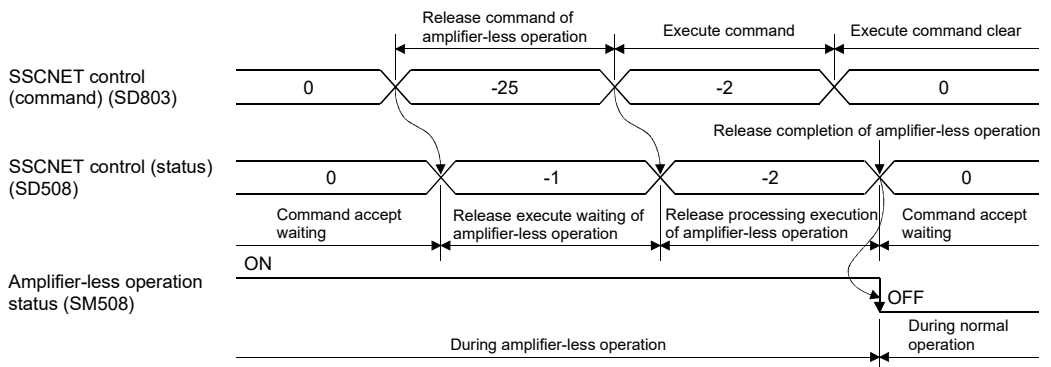 Release command of
amplifier-less operation
Execute command
Execute command clear
SSCNET control
(command) (SD803)
0
-25
-2
0
Release completion of amplifier-less operation
SSCNET control (status)
(SD508)
0
-1
-2
0
Command accept
waiting
Release execute waiting of
amplifier-less operation
Release processing execution
of amplifier-less operation
Command accept
waiting
ON
Amplifier-less operation
status (SM508)
OFF
During amplifier-less operation
During normal
operation